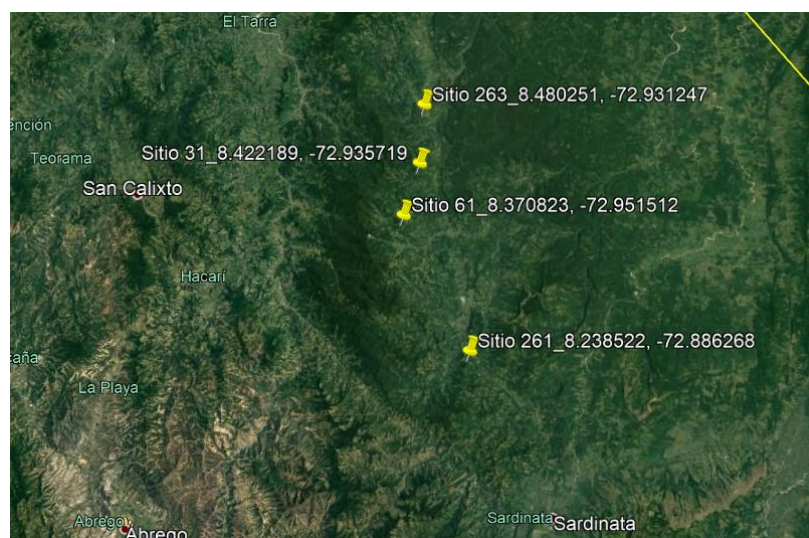 El Tarra
Sitio 263_8.480251, -72.931247
ención
Sitio 31_8.422189, -72.935719
Teorama
San Calixto
Sitio 61_8.370823, -72.951512
Hacarí
Sitio 261_8.238522, -72.886268
caña
La Playa
Abrego
Abrego
Sardinata
Sardinata